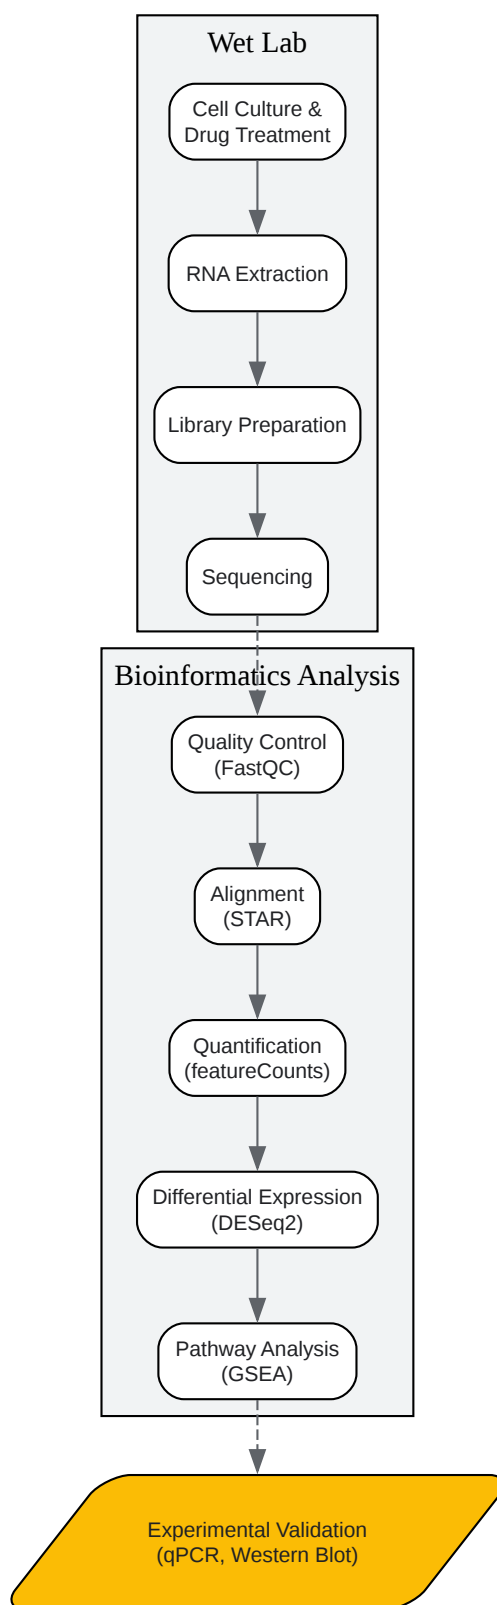 Wet Lab
Cell Culture &
Drug Treatment
RNA Extraction
Library Preparation
Sequencing
Bioinformatics Analysis
Quality Control
(FastQC)
Alignment
(STAR)
Quantification
(featureCounts)
Differential Expression
(DESeq2)
Pathway Analysis
(GSEA)
Experimental Validation
(qPCR, Western Blot)